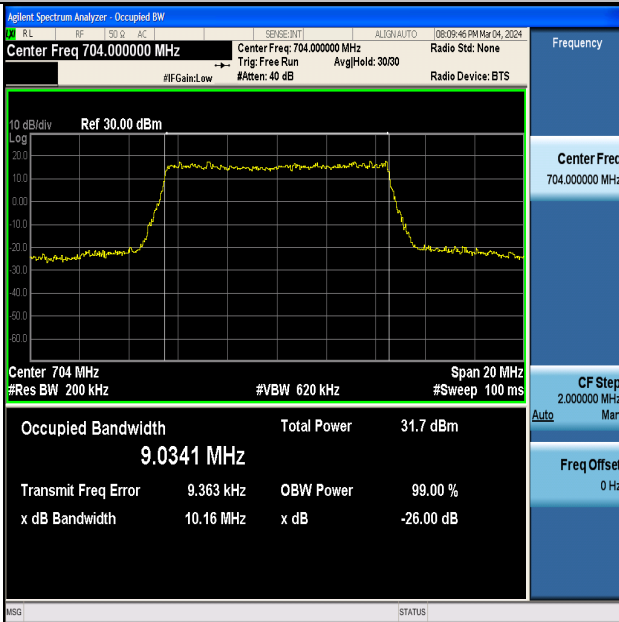 Agilent Spectrum Analyzer - Occupied BW
LXI RL RF 50 Ω AC SENSE:INT ALIGNAUTO 08:09:46 PM Mar 04, 2024
Center Freq 704.000000 MHz Center Freq: 704.000000 MHz Radio Std: None
Trig: Free Run Avg|Hold: 30/30
#IFGain:Low #Atten: 40 dB Radio Device: BTS
Frequency
10 dB/div Ref 30.00 dBm
Log
20.0
10.0
0.00
-10.0
-20.0
-30.0
-40.0
-50.0
-60.0
Center 704 MHz Span 20 MHz
#Res BW 200 kHz #VBW 620 kHz #Sweep 100 ms
Occupied Bandwidth Total Power 31.7 dBm
9.0341 MHz
Transmit Freq Error 9.363 kHz OBW Power 99.00 %
x dB Bandwidth 10.16 MHz x dB -26.00 dB
Center Freq
704.000000 MHz
CF Step
2.000000 MHz
Auto Man
Freq Offset
0 Hz
MSG STATUS